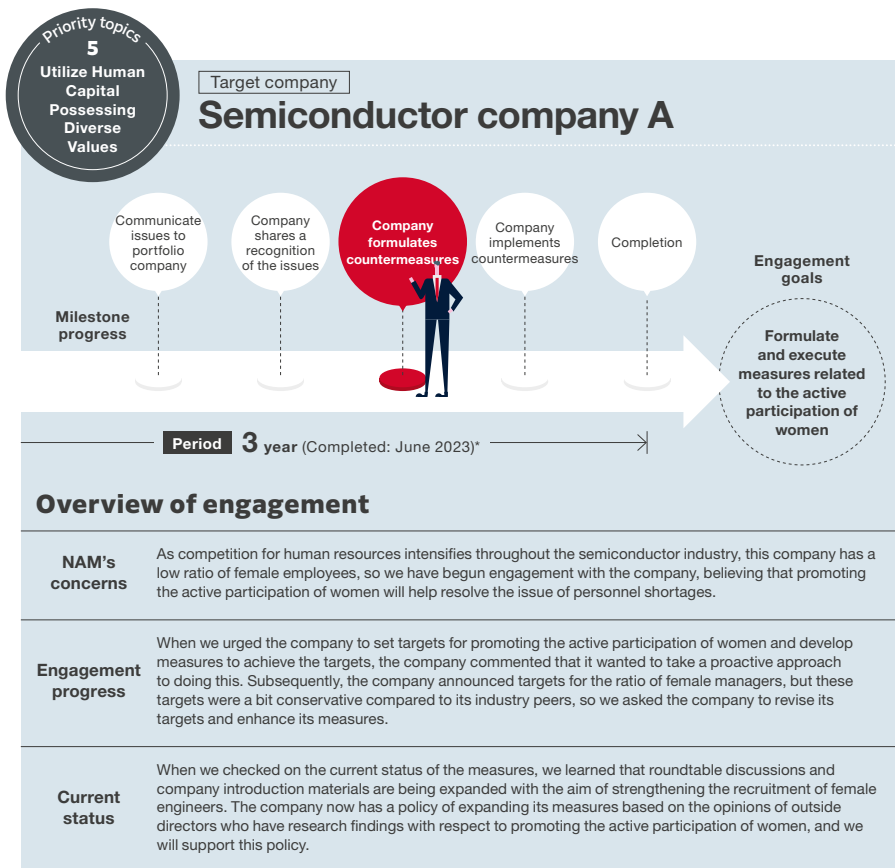 Priority topics
5
Utilize Human
Capital
Possessing
Diverse
Values
Target company
Semiconductor company A
Communicate
issues to
portfolio
company
Company
shares a
recognition
of the issues
Company
formulates
countermeasures
Company
implements
countermeasures
Completion
Milestone
progress
Engagement
goals
Formulate
and execute
measures related
to the active
participation of
women
Period 3 year (Completed: June 2023)*
Overview of engagement
NAM's
concerns
As competition for human resources intensifies throughout the semiconductor industry, this company has a
low ratio of female employees, so we have begun engagement with the company, believing that promoting
the active participation of women will help resolve the issue of personnel shortages.
Engagement
progress
When we urged the company to set targets for promoting the active participation of women and develop
measures to achieve the targets, the company commented that it wanted to take a proactive approach
to doing this. Subsequently, the company announced targets for the ratio of female managers, but these
targets were a bit conservative compared to its industry peers, so we asked the company to revise its
targets and enhance its measures.
Current
status
When we checked on the current status of the measures, we learned that roundtable discussions and
company introduction materials are being expanded with the aim of strengthening the recruitment of female
engineers. The company now has a policy of expanding its measures based on the opinions of outside
directors who have research findings with respect to promoting the active participation of women, and we
will support this policy.